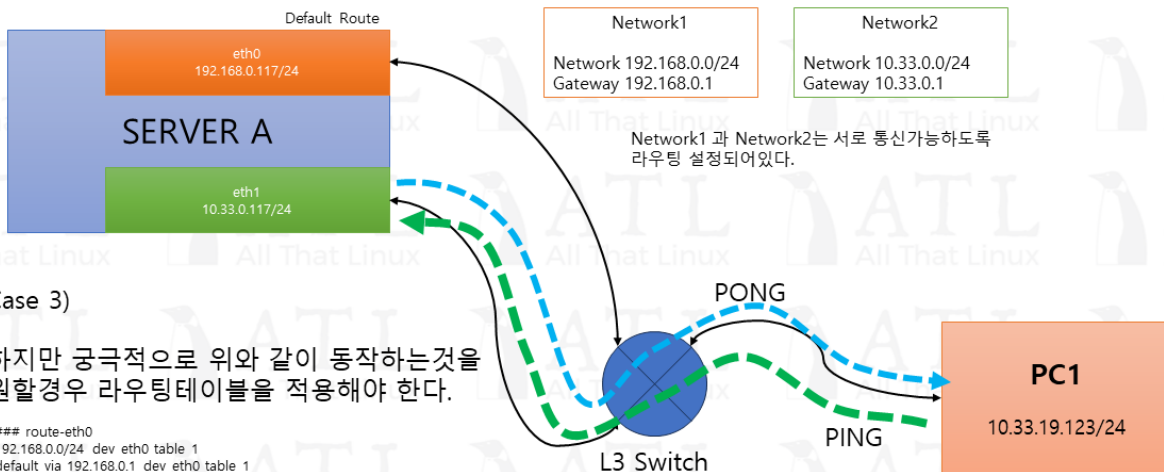 Default Route
eth0
192.168.0.117/24
SERVER A
eth1
10.33.0.117/24
Network1
Network 192.168.0.0/24
Gateway 192.168.0.1
Network2
Network 10.33.0.0/24
Gateway 10.33.0.1
Network1 과 Network2는 서로 통신가능하도록
라우팅 설정되어있다.
Case 3)
하지만 궁극적으로 위와 같이 동작하는것을
원할경우 라우팅테이블을 적용해야 한다.
### route-eth0
192.168.0.0/24 dev eth0 table 1
default via 192.168.0.1 dev eth0 table 1
PONG
PING
L3 Switch
PC1
10.33.19.123/24
ATL
All That Linux